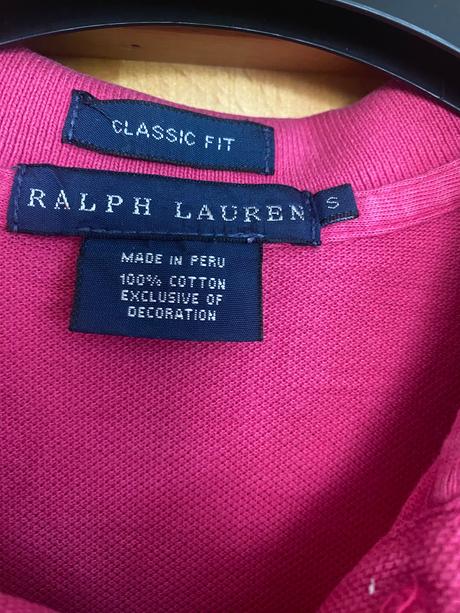 CLASSIC FIT
RALPH LAUREN S
MADE IN PERU
100% COTTON
EXCLUSIVE OF
DECORATION